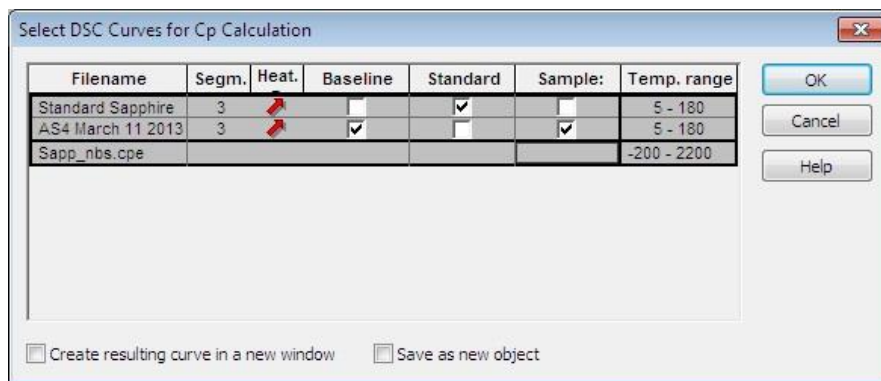 Select DSC Curves for Cp Calculation
Filename Segm. Heat. Baseline Standard Sample: Temp. range
Standard Sapphire 3 5 - 180
AS4 March 11 2013 3 5 - 180
Sapp_nbs.cpe -200 - 2200
OK
Cancel
Help
Create resulting curve in a new window Save as new object